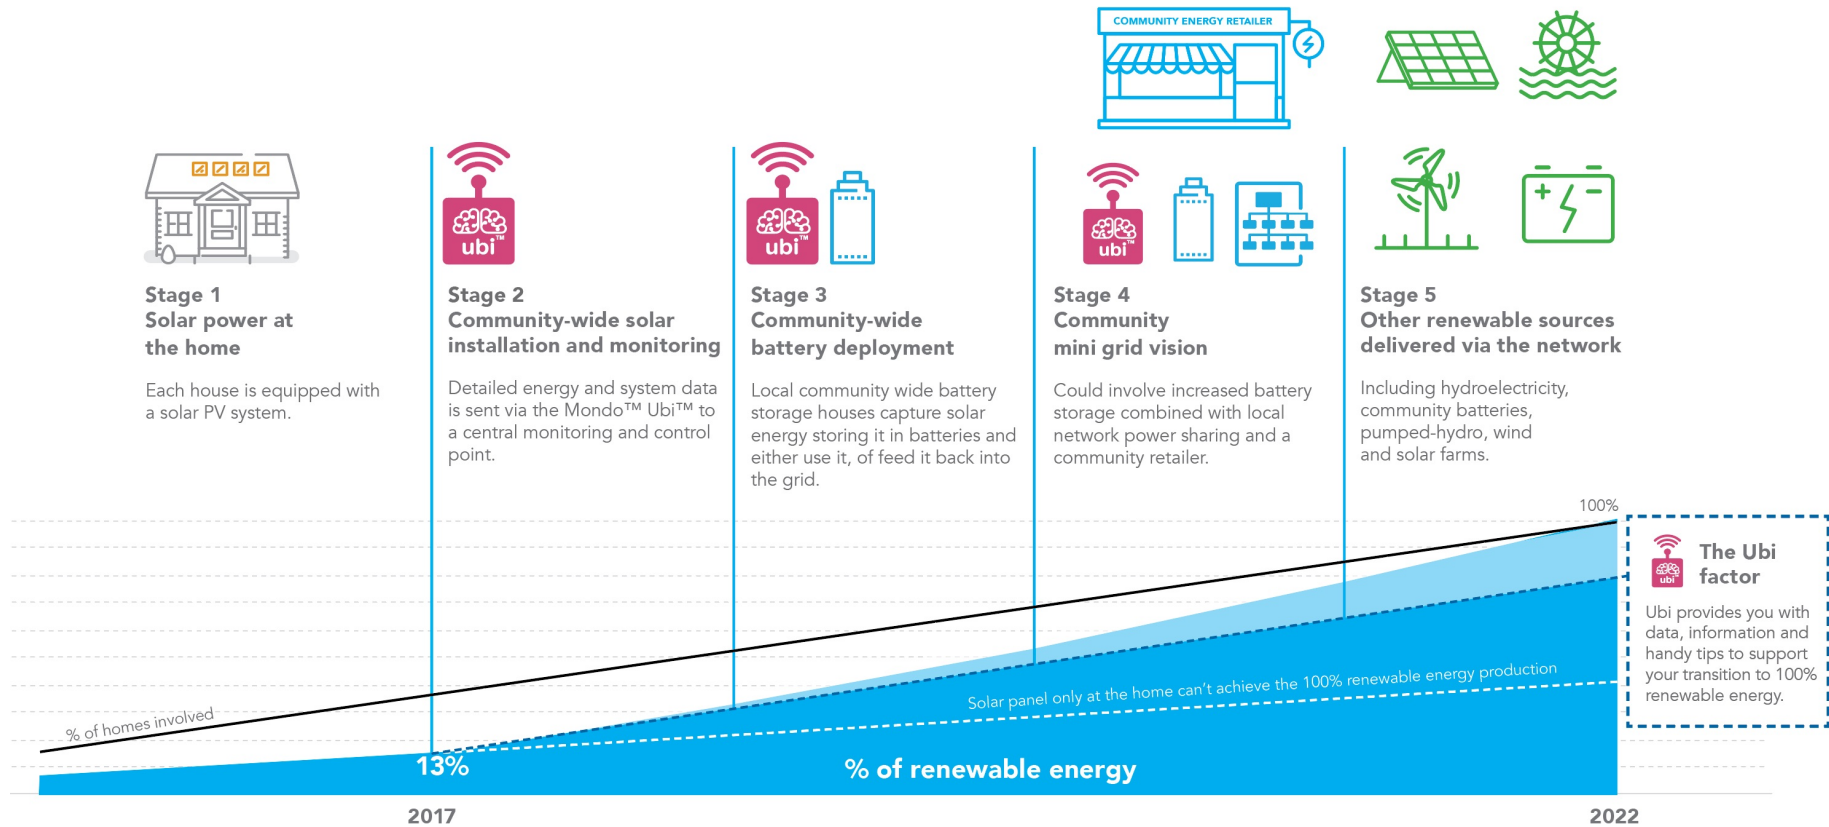 COMMUNITY ENERGY RETAILER
ubi™
ubi™
ubi™
Stage 1
Solar power at
the home
Each house is equipped with
a solar PV system.
Stage 2
Community-wide solar
installation and monitoring
Detailed energy and system data
is sent via the Mondo™ Ubi™ to
a central monitoring and control
point.
Stage 3
Community-wide
battery deployment
Local community wide battery
storage houses capture solar
energy storing it in batteries and
either use it, of feed it back into
the grid.
Stage 4
Community
mini grid vision
Could involve increased battery
storage combined with local
network power sharing and a
community retailer.
Stage 5
Other renewable sources
delivered via the network
Including hydroelectricity,
community batteries,
pumped-hydro, wind
and solar farms.
100%
ubi
The Ubi
factor
Ubi provides you with
data, information and
handy tips to support
your transition to 100%
renewable energy.
% of homes involved
Solar panel only at the home can't achieve the 100% renewable energy production
13%
% of renewable energy
2017
2022